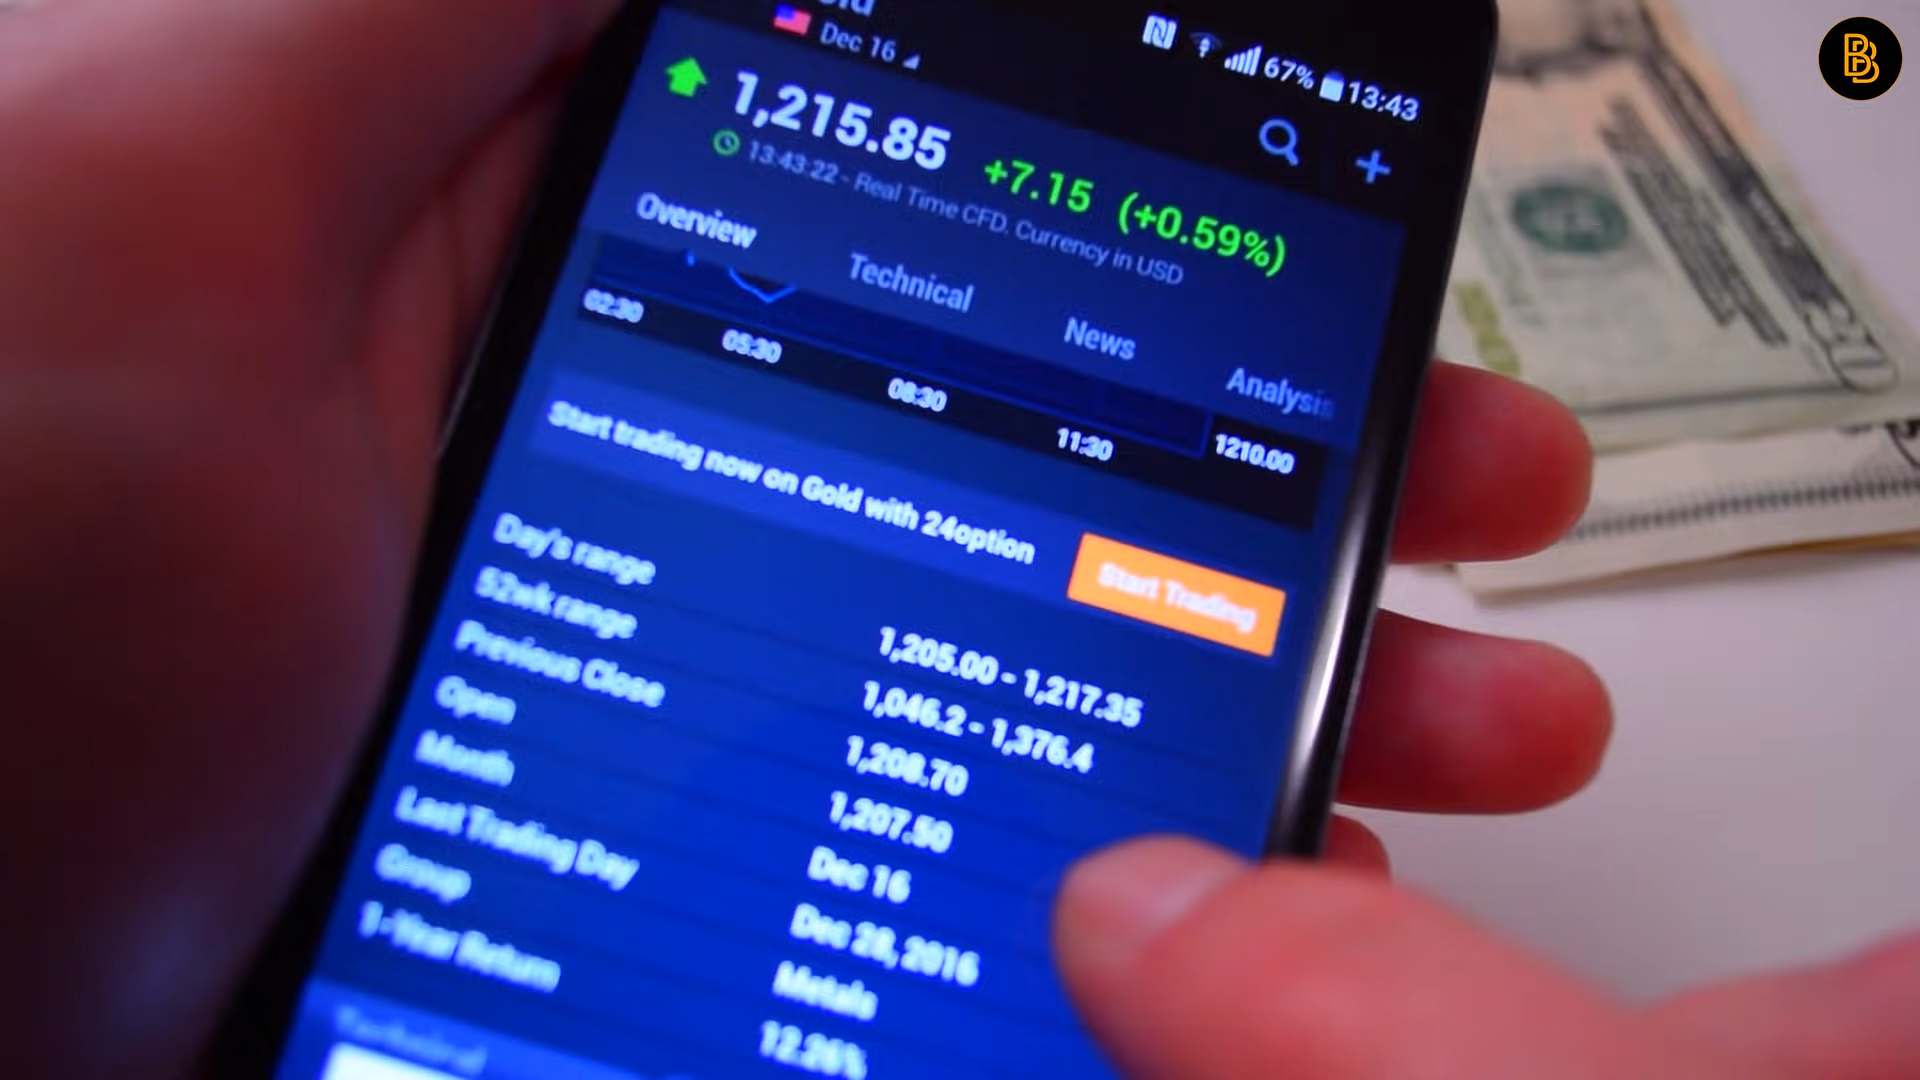 Dec 16
67% 13:43
1,215.85 +7.15 (+0.59%)
13:43:22 - Real Time CFD. Currency in USD
Overview Technical News Analysis
02:30 05:30 08:30 11:30 1210.00
Start trading now on Gold with 24option Start Trading
Day's range 1,205.00 - 1,217.35
52wk range 1,046.2 - 1,376.4
Previous Close 1,208.70
Open 1,207.50
Month Dec 16
Last Trading Day Dec 28, 2016
Group Metals
1-Year Return 12.26%
Technical